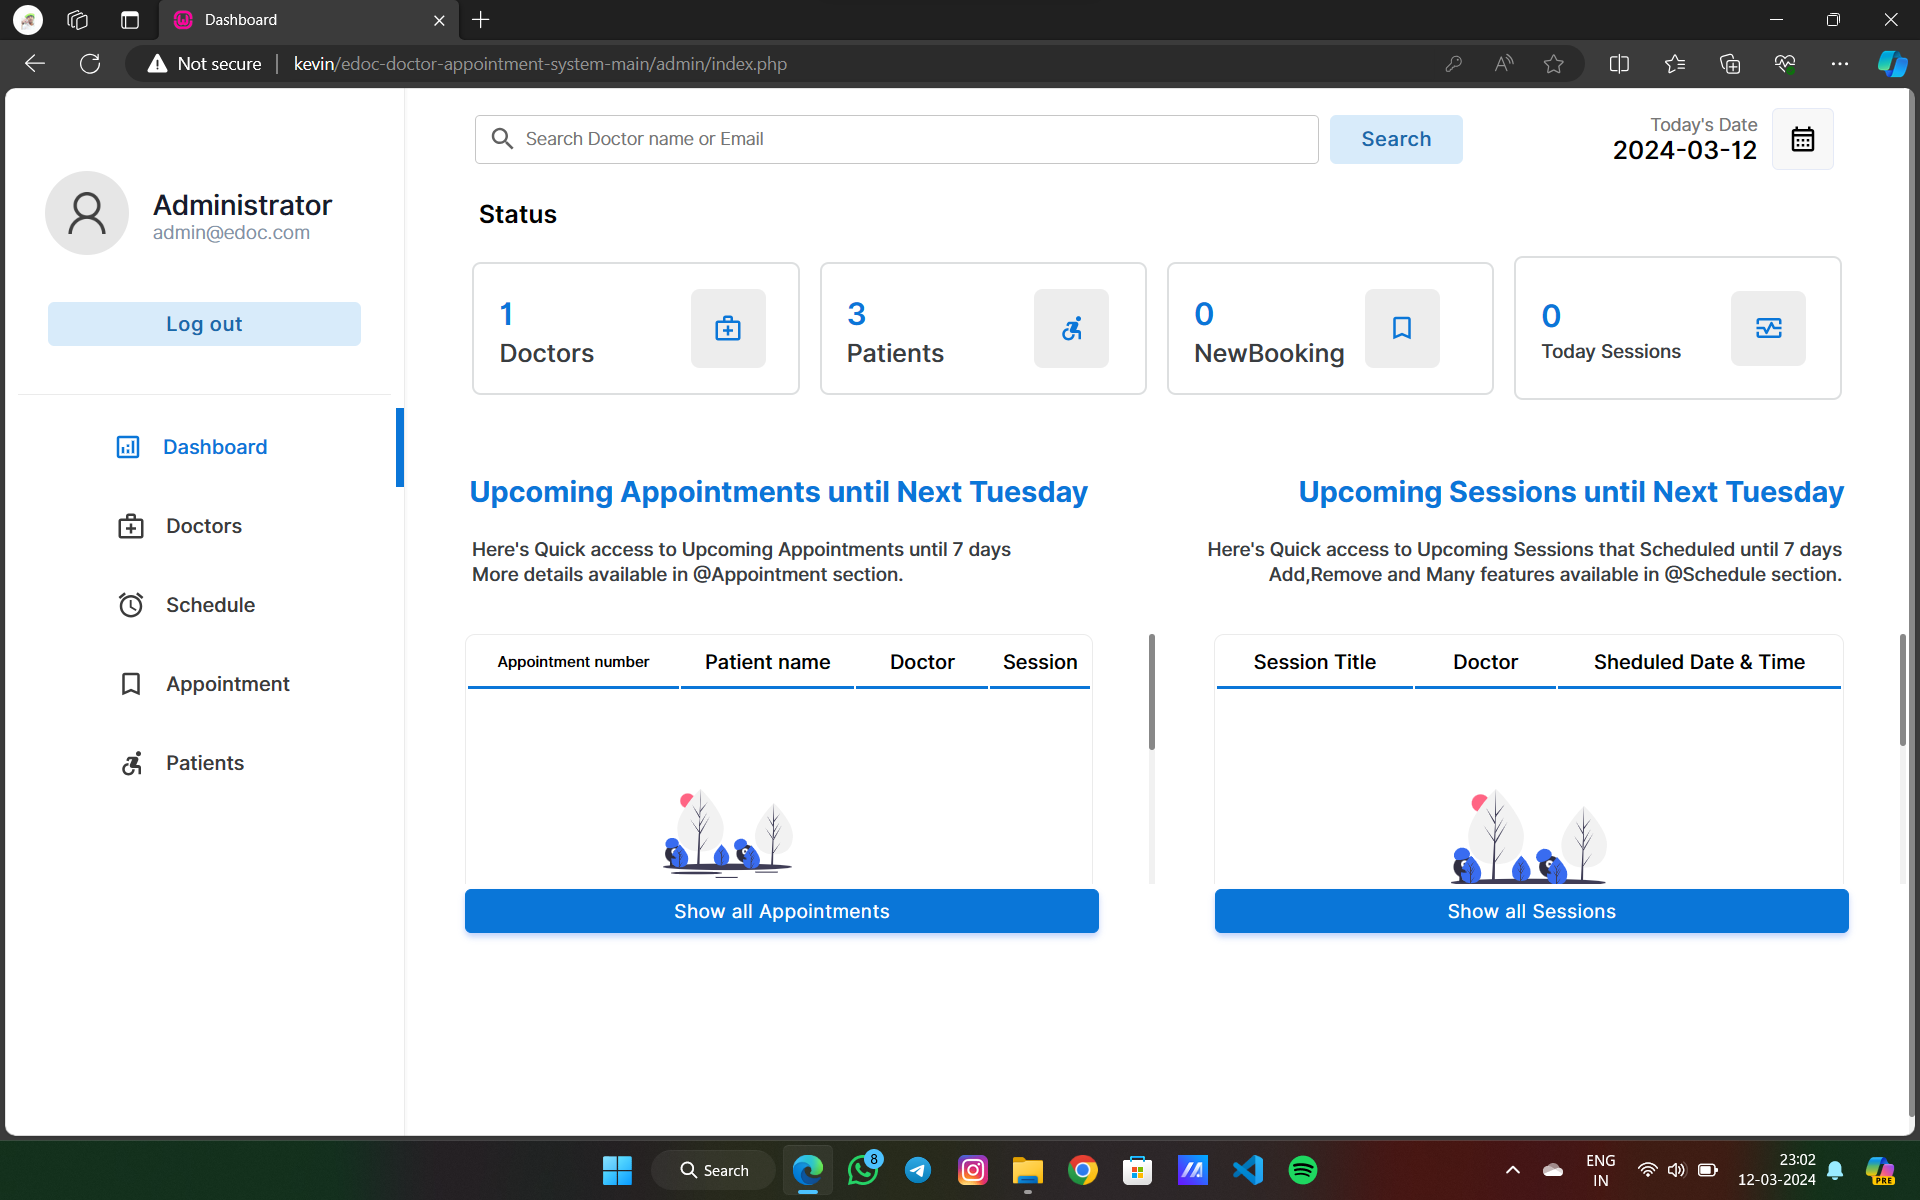 Dashboard
Not secure
kevin/edoc-doctor-appointment-system-main/admin/index.php
Administrator
admin@edoc.com
Log out
Dashboard
Doctors
Schedule
Appointment
Patients
Search Doctor name or Email
Search
Today's Date
2024-03-12
Status
1
Doctors
3
Patients
0
NewBooking
0
Today Sessions
Upcoming Appointments until Next Tuesday
Here's Quick access to Upcoming Appointments until 7 days
More details available in @Appointment section.
Appointment number Patient name Doctor Session
Show all Appointments
Upcoming Sessions until Next Tuesday
Here's Quick access to Upcoming Sessions that Scheduled until 7 days
Add,Remove and Many features available in @Schedule section.
Session Title Doctor Sheduled Date & Time
Show all Sessions
Search
8
ENG
IN
23:02
12-03-2024
PRE